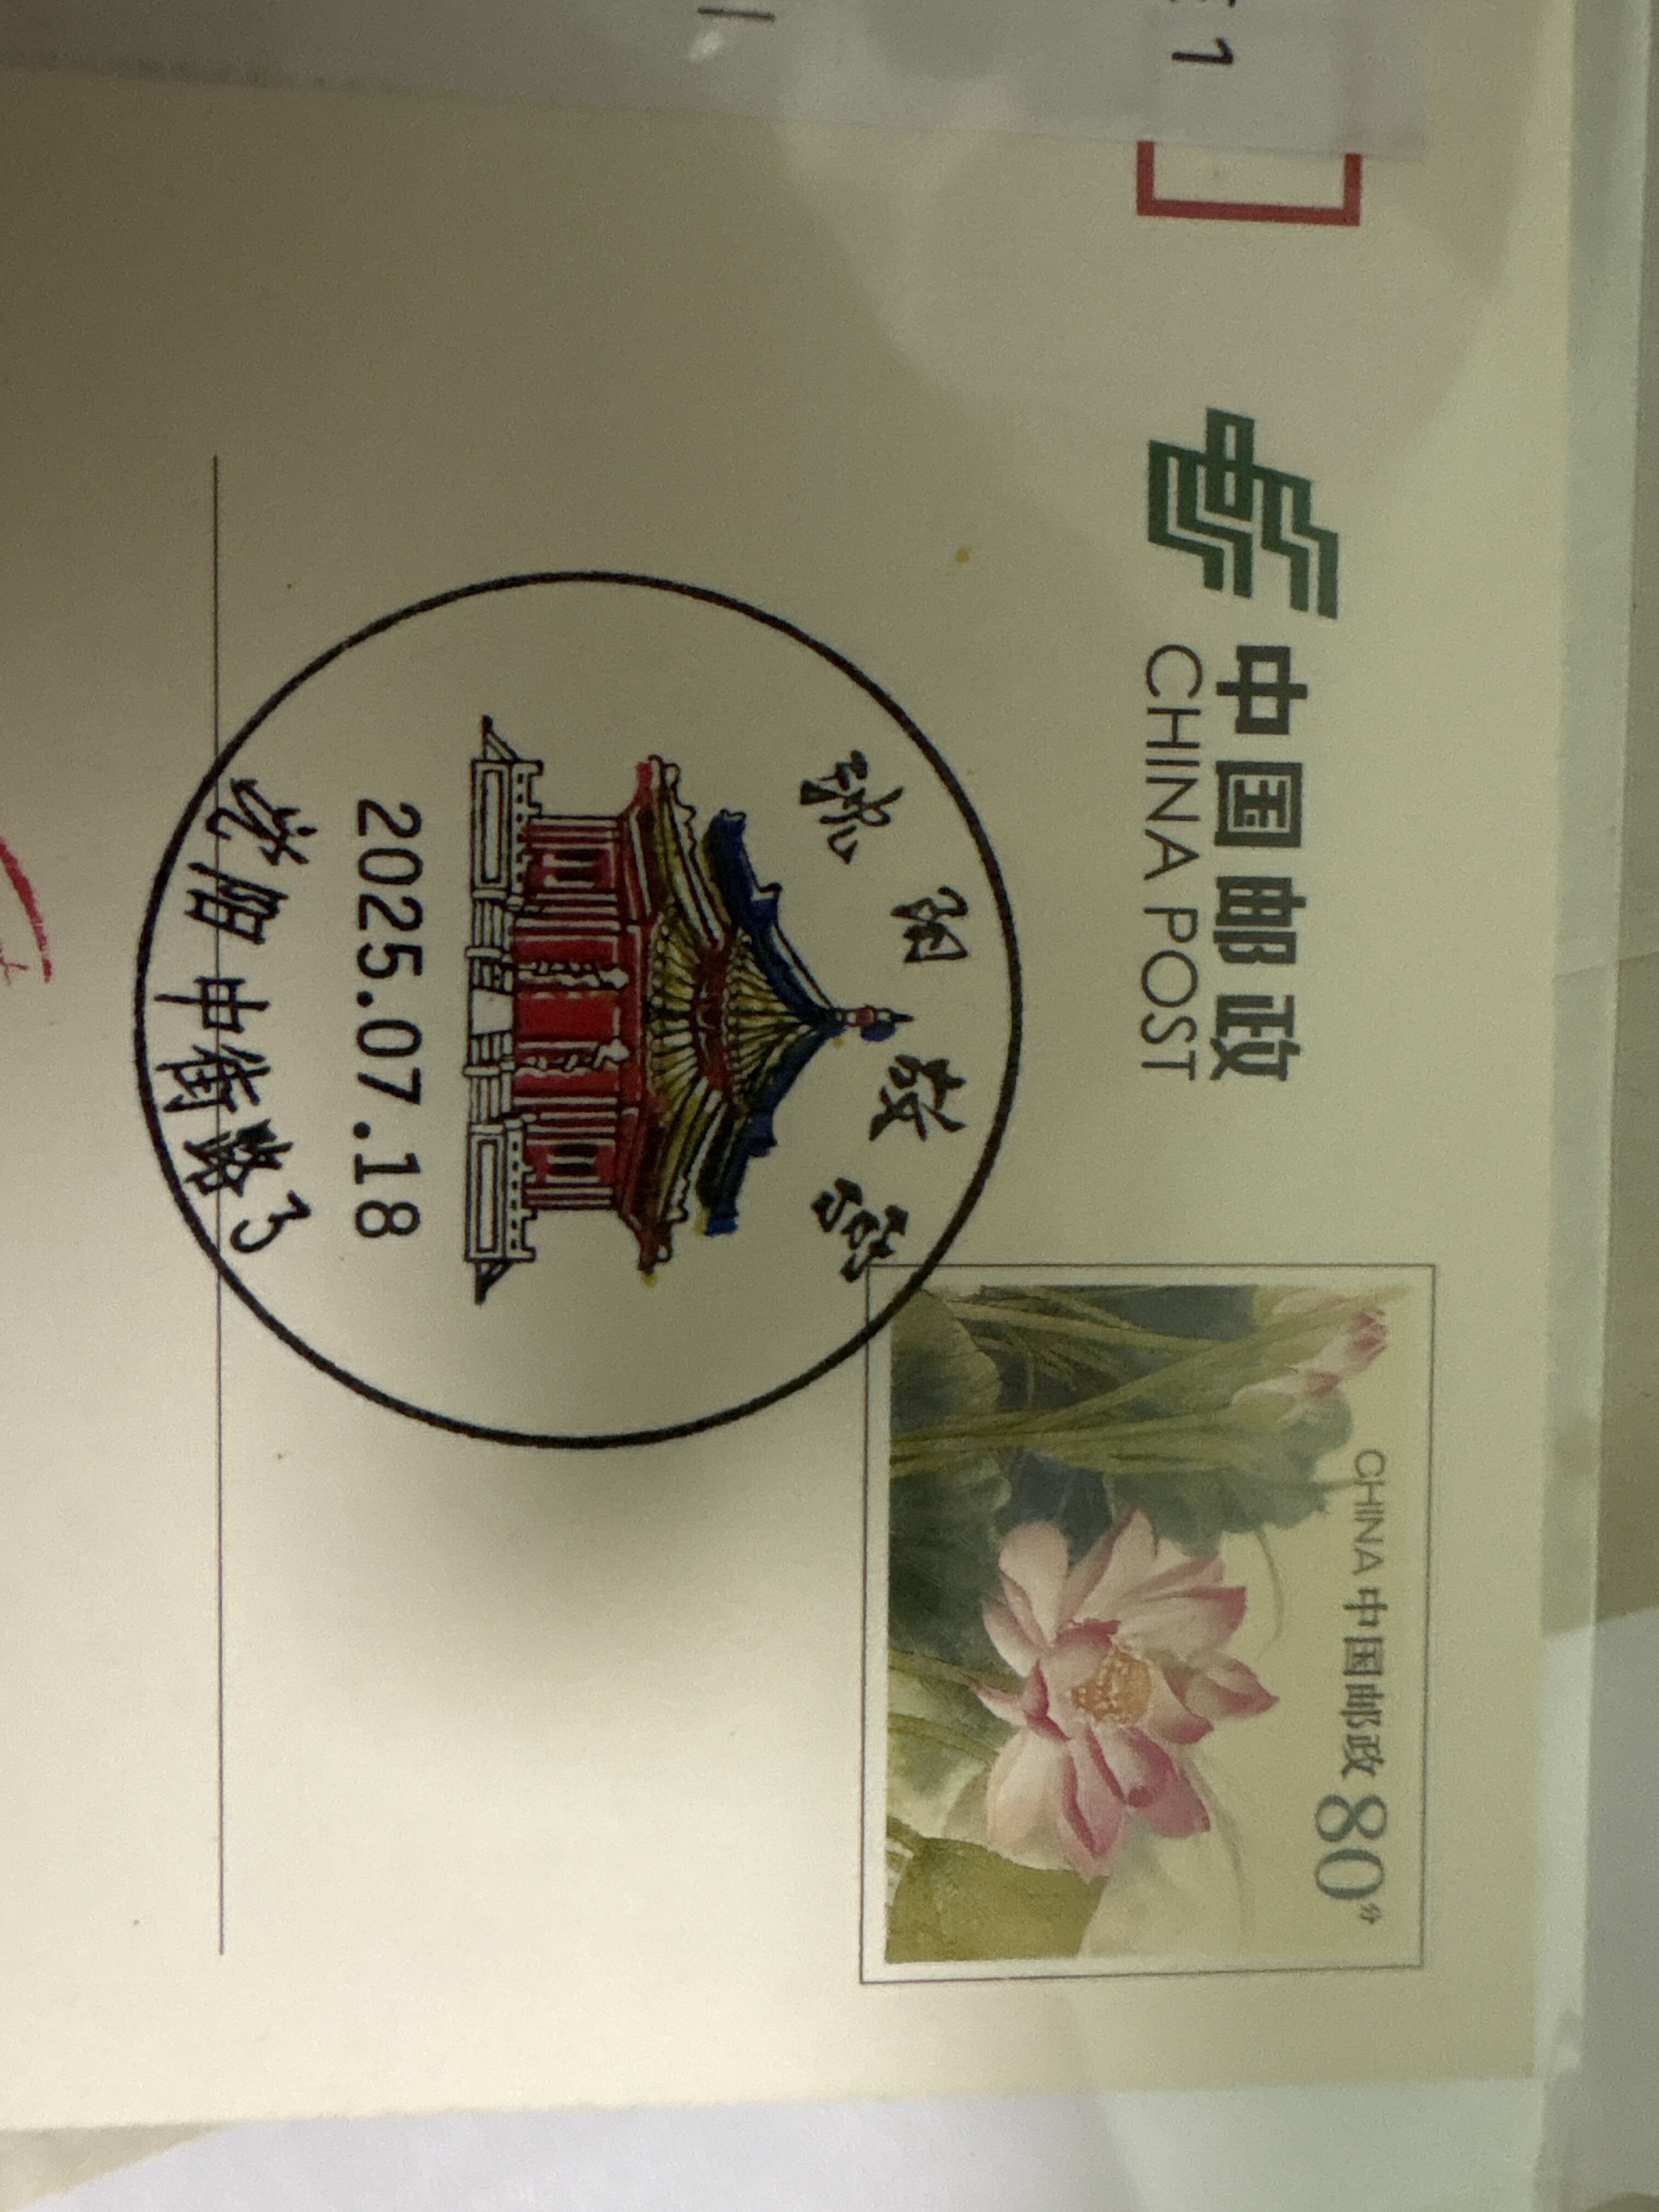 中国邮政
CHINA POST
CHINA 中国邮政 80分
沈阳故宫
2025.07.18
沈阳中街路3